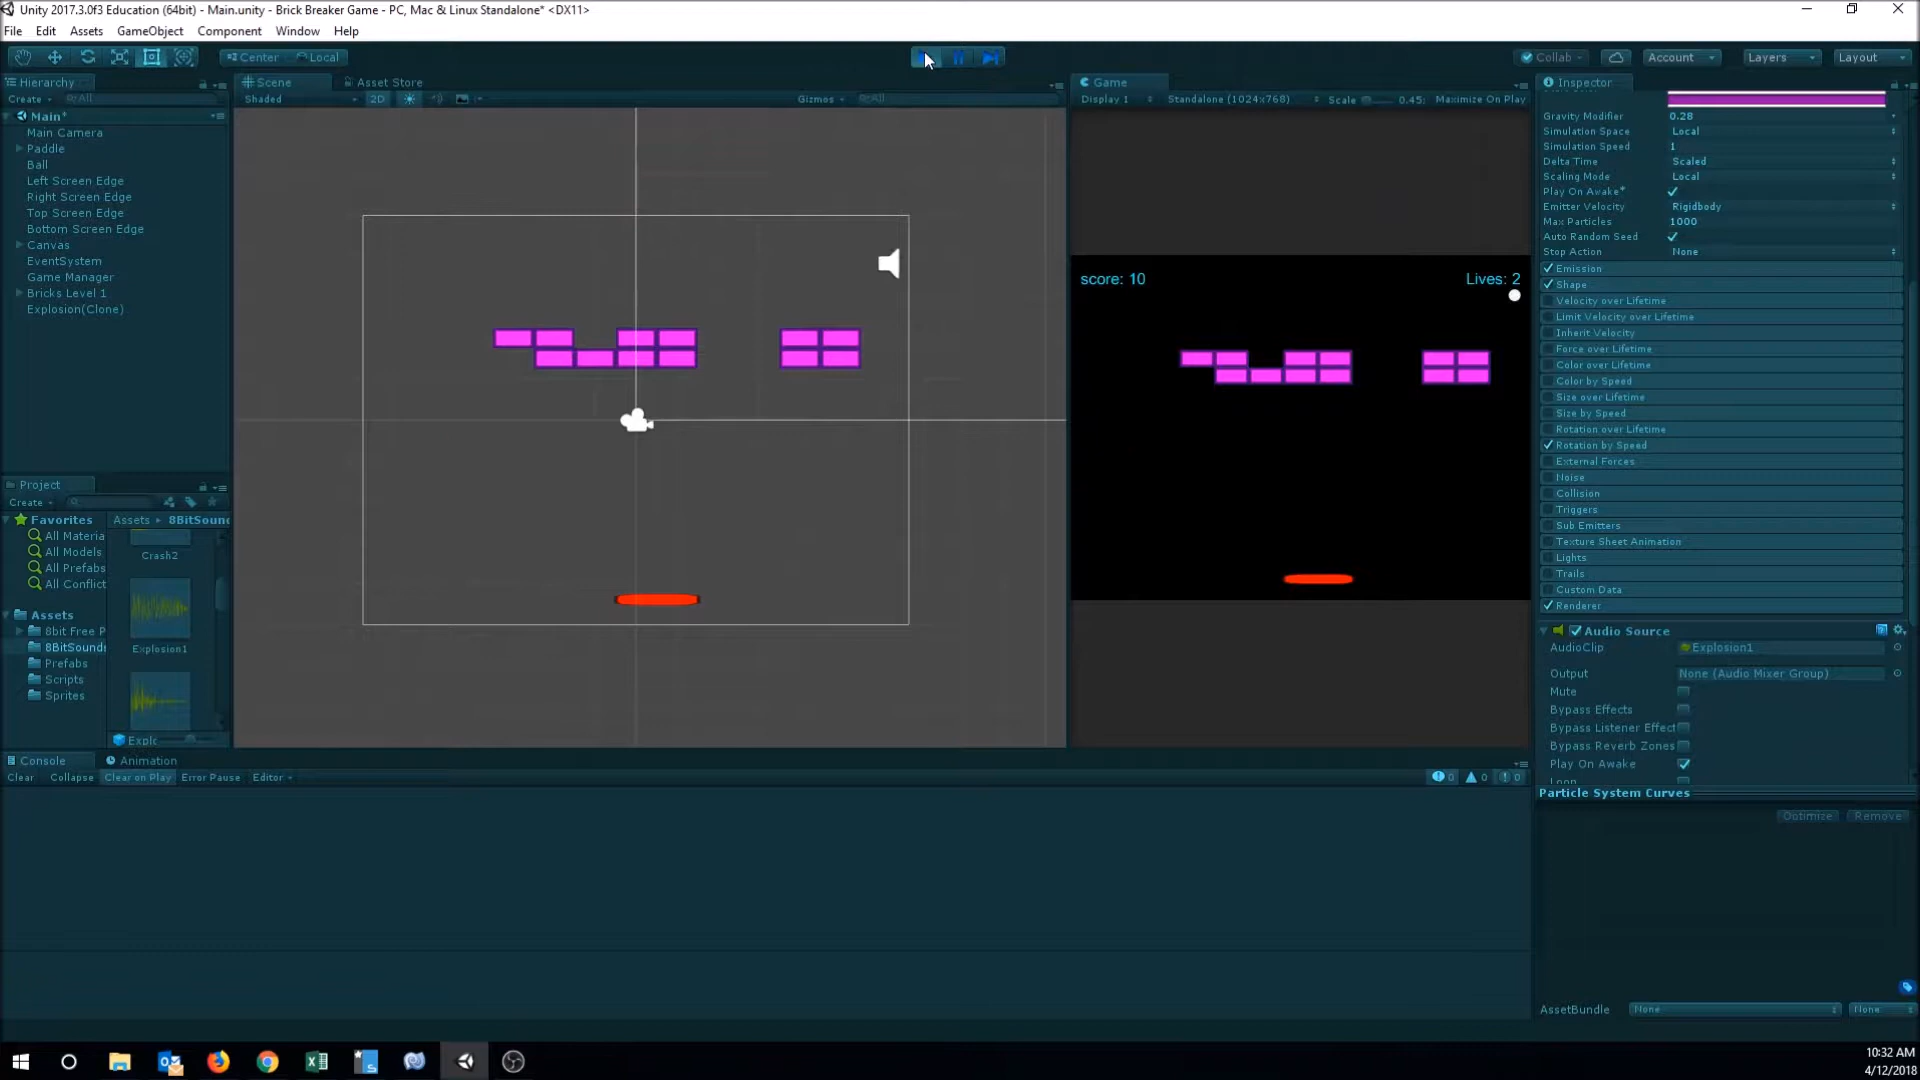 Unity 2017.3.0f3 Education (64bit) - Main.unity - Brick Breaker Game - PC, Mac & Linux Standalone* <DX11>
File Edit Assets GameObject Component Window Help
Center Local
Collab Account Layers Layout
Hierarchy
Create All
Main*
Main Camera
Paddle
Ball
Left Screen Edge
Right Screen Edge
Top Screen Edge
Bottom Screen Edge
Canvas
EventSystem
Game Manager
Bricks Level 1
Explosion(Clone)
Scene Asset Store
Shaded 2D Gizmos All
Game
Display 1 Standalone (1024x768) Scale 0.45: Maximize On Play
score: 10 Lives: 2
Inspector
Gravity Modifier 0.28
Simulation Space Local
Simulation Speed 1
Delta Time Scaled
Scaling Mode Local
Play On Awake*
Emitter Velocity Rigidbody
Max Particles 1000
Auto Random Seed
Stop Action None
Emission
Shape
Velocity over Lifetime
Limit Velocity over Lifetime
Inherit Velocity
Force over Lifetime
Color over Lifetime
Color by Speed
Size over Lifetime
Size by Speed
Rotation over Lifetime
Rotation by Speed
External Forces
Noise
Collision
Triggers
Sub Emitters
Texture Sheet Animation
Lights
Trails
Custom Data
Renderer
Audio Source
AudioClip Explosion1
Output None (Audio Mixer Group)
Mute
Bypass Effects
Bypass Listener Effect
Bypass Reverb Zones
Play On Awake
Loop
Particle System Curves
Optimize Remove
AssetBundle None None
Project
Create
Favorites
All Materia
All Models
All Prefabs
All Conflict
Assets
8bit Free P
8BitSounds
Prefabs
Scripts
Sprites
Assets 8BitSoun
Crash2
Explosion1
Explc
Console Animation
Clear Collapse Clear on Play Error Pause Editor
0 0 0
10:32 AM
4/12/2018